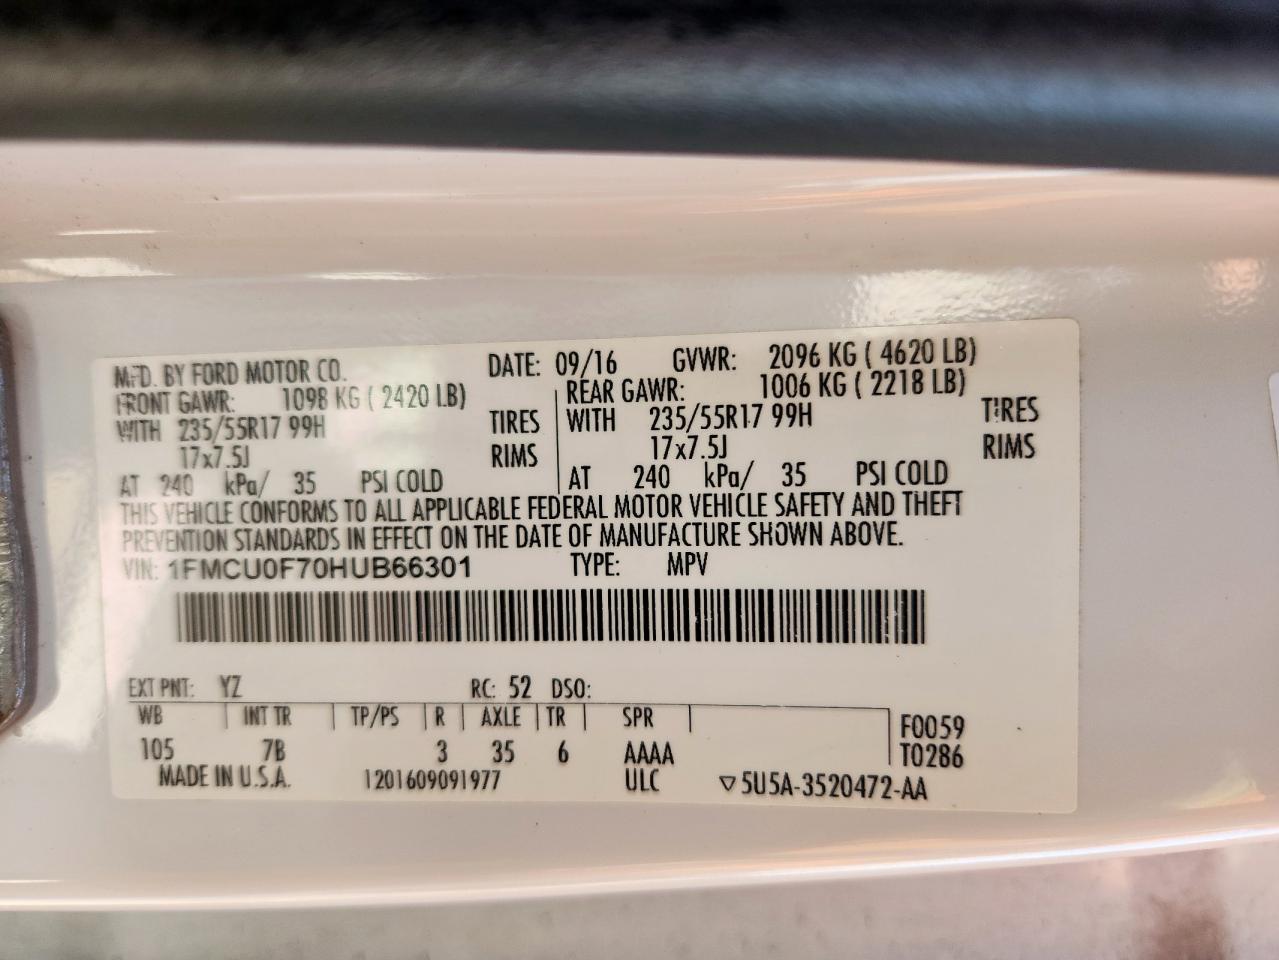 MFD. BY FORD MOTOR CO. DATE: 09/16 GVWR: 2096 KG ( 4620 LB)
FRONT GAWR: 1098 KG ( 2420 LB) REAR GAWR: 1006 KG ( 2218 LB)
WITH 235/55R17 99H TIRES WITH 235/55R17 99H TIRES
17x7.5J RIMS 17x7.5J RIMS
AT 240 kPa/ 35 PSI COLD AT 240 kPa/ 35 PSI COLD
THIS VEHICLE CONFORMS TO ALL APPLICABLE FEDERAL MOTOR VEHICLE SAFETY AND THEFT
PREVENTION STANDARDS IN EFFECT ON THE DATE OF MANUFACTURE SHOWN ABOVE.
VIN: 1FMCU0F70HUB66301 TYPE: MPV
EXT PNT: YZ RC: 52 DSO:
WB INT TR TP/PS R AXLE TR SPR F0059
105 7B 3 35 6 AAAA T0286
MADE IN U.S.A. 1201609091977 ULC ▽5U5A-3520472-AA